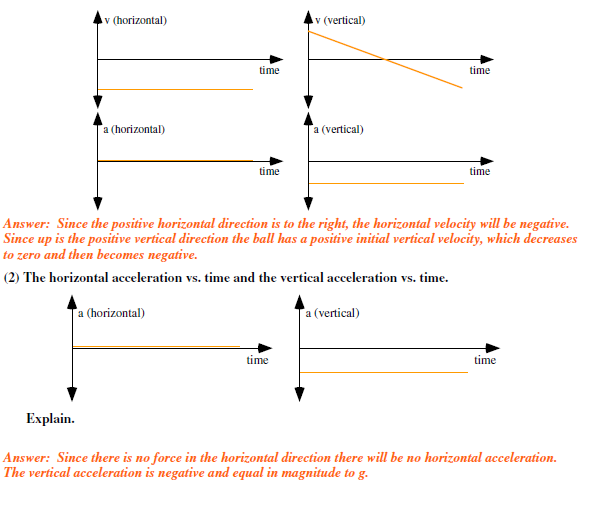 v (horizontal)
v (vertical)
time
time
a (horizontal)
a (vertical)
time
time
Answer: Since the positive horizontal direction is to the right, the horizontal velocity will be negative.
Since up is the positive vertical direction the ball has a positive initial vertical velocity, which decreases
to zero and then becomes negative.
(2) The horizontal acceleration vs. time and the vertical acceleration vs. time.
a (horizontal)
a (vertical)
time
time
Explain.
Answer: Since there is no force in the horizontal direction there will be no horizontal acceleration.
The vertical acceleration is negative and equal in magnitude to g.